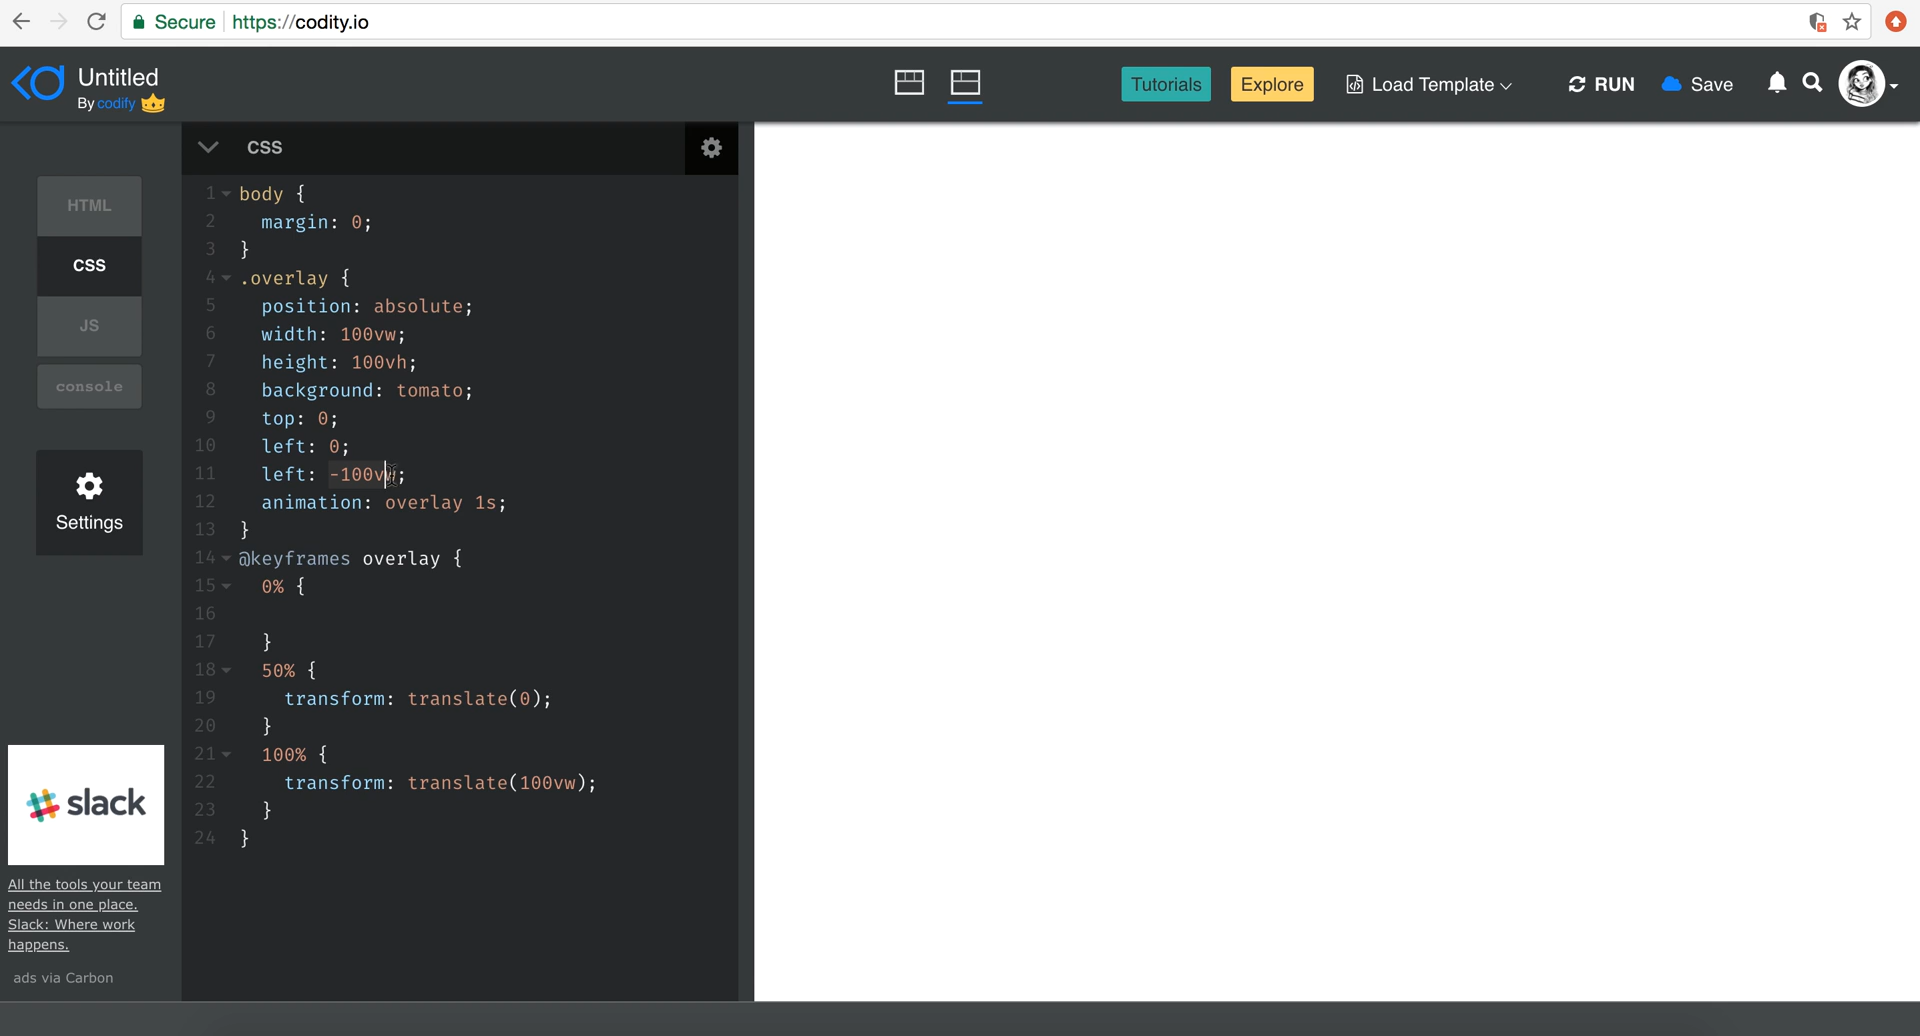 Secure https://codity.io
Untitled
By codify
Tutorials
Explore
Load Template
RUN
Save
HTML
CSS
JS
console
Settings
slack
All the tools your team
needs in one place.
Slack: Where work
happens.
ads via Carbon
CSS
1 body {
2 margin: 0;
3 }
4 .overlay {
5 position: absolute;
6 width: 100vw;
7 height: 100vh;
8 background: tomato;
9 top: 0;
10 left: 0;
11 left: -100vw;
12 animation: overlay 1s;
13 }
14 @keyframes overlay {
15 0% {
16
17 }
18 50% {
19 transform: translate(0);
20 }
21 100% {
22 transform: translate(100vw);
23 }
24 }